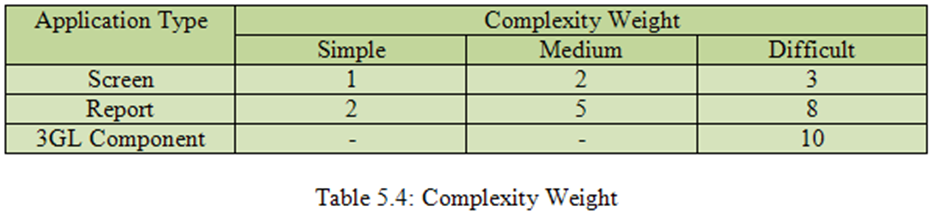 Application Type Complexity Weight
Simple Medium Difficult
Screen 1 2 3
Report 2 5 8
3GL Component - - 10
Table 5.4: Complexity Weight